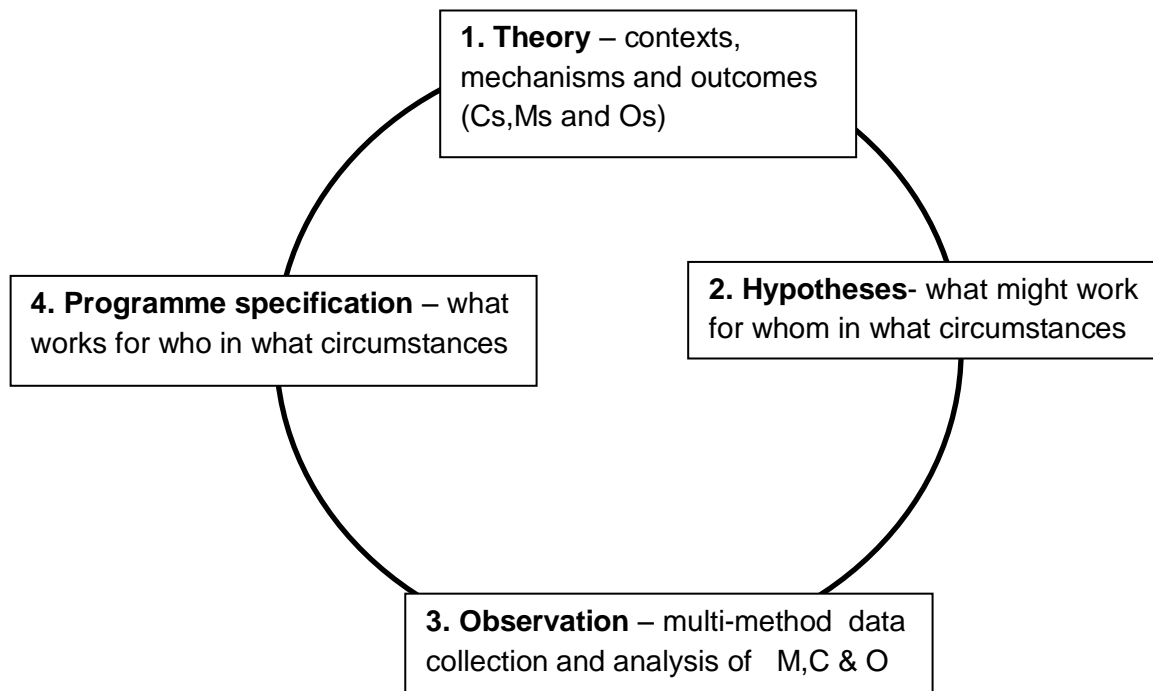 1. Theory – contexts,
mechanisms and outcomes
(Cs,Ms and Os)
2. Hypotheses- what might work
for whom in what circumstances
3. Observation – multi-method  data
collection and analysis of   M,C & O
4. Programme specification – what
works for who in what circumstances